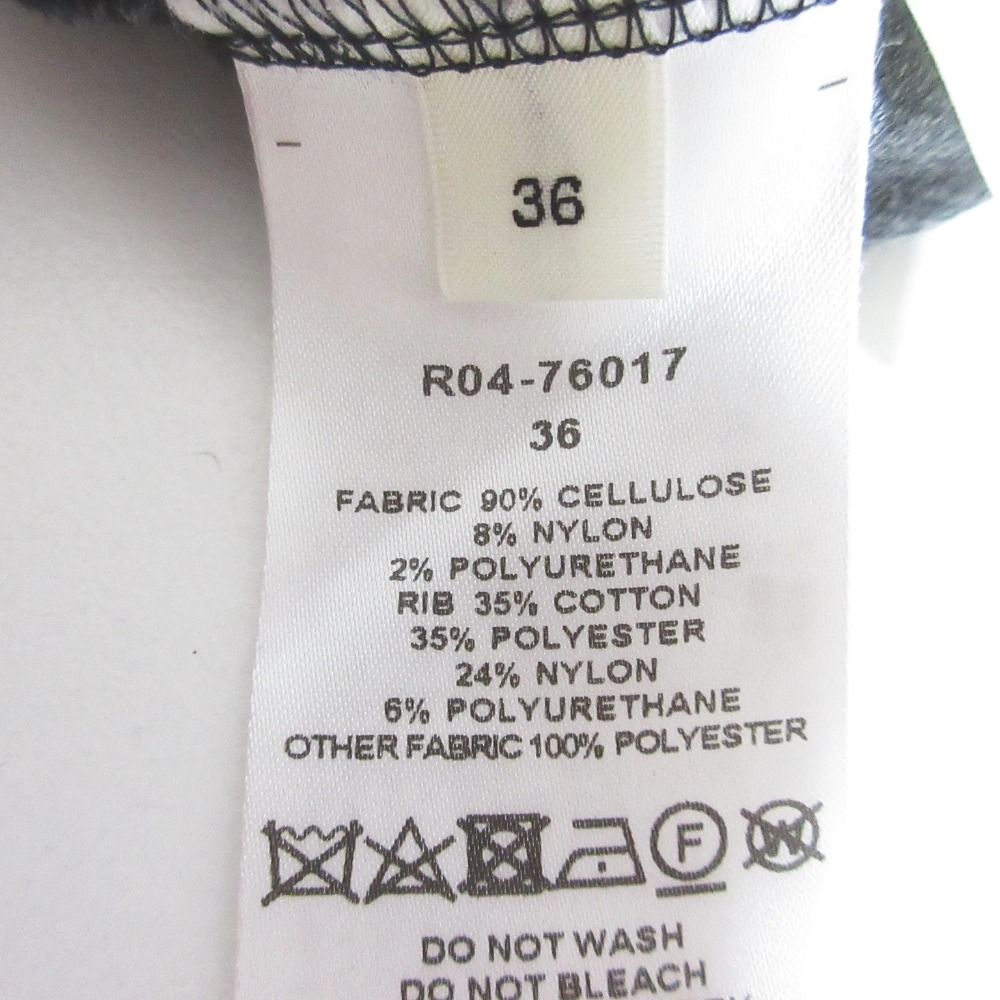 36
R04-76017
36
FABRIC 90% CELLULOSE
8% NYLON
2% POLYURETHANE
RIB 35% COTTON
35% POLYESTER
24% NYLON
6% POLYURETHANE
OTHER FABRIC 100% POLYESTER
F W
DO NOT WASH
DO NOT BLEACH